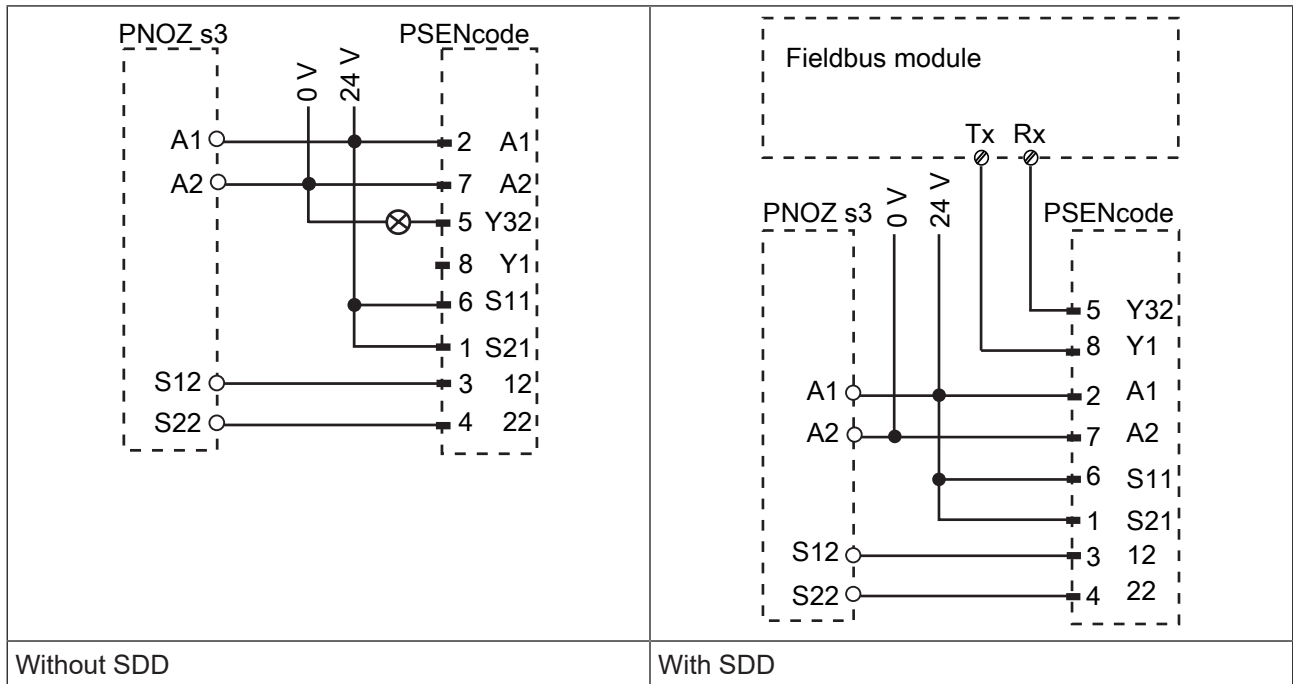 PNOZ s3 PSENcode
0 V 24 V
A1 2 A1
A2 7 A2
5 Y32
8 Y1
6 S11
1 S21
S12 3 12
S22 4 22
Without SDD
Fieldbus module
Tx Rx
PNOZ s3 0 V 24 V PSENcode
5 Y32
8 Y1
A1 2 A1
A2 7 A2
6 S11
1 S21
S12 3 12
S22 4 22
With SDD